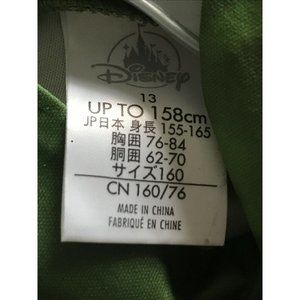 Disney
13
UP TO 158cm
JP日本 身長 155-165
胸囲 76-84
胴囲 62-70
サイズ160
CN 160/76
MADE IN CHINA
FABRIQUÉ EN CHINE